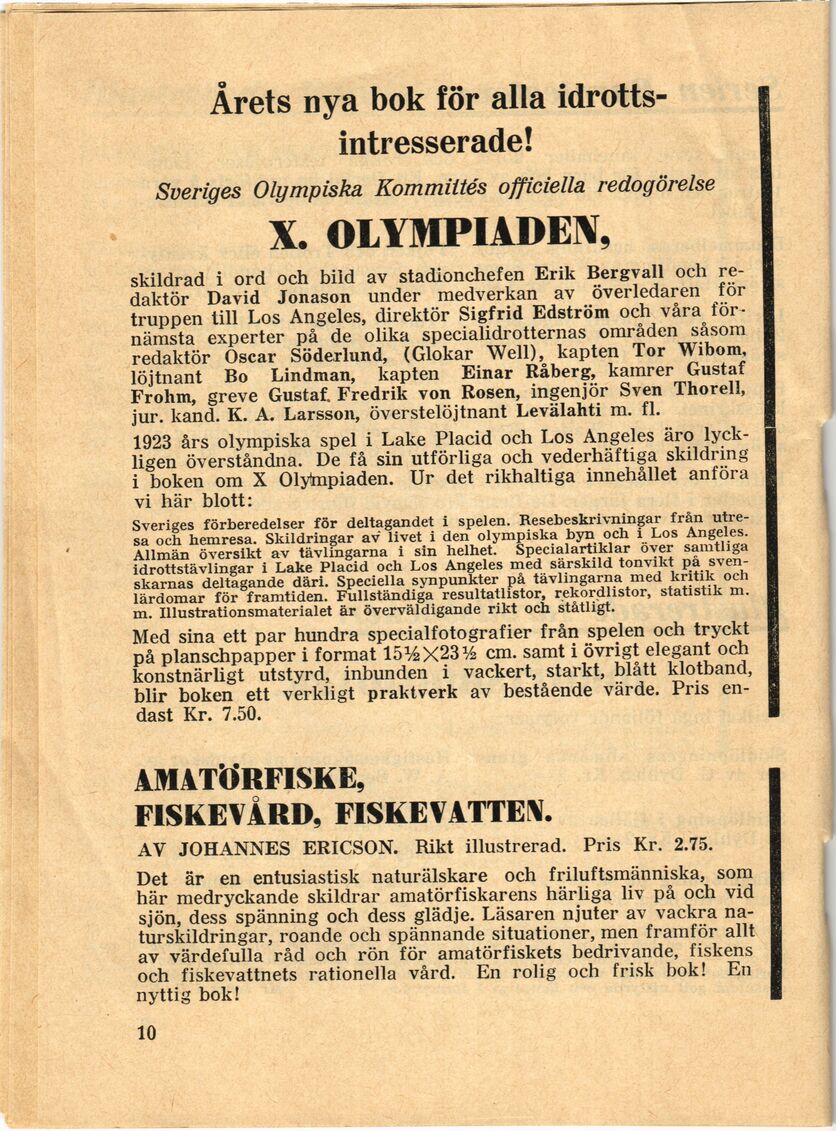 Årets nya bok för alla idrotts-
intresserade!
Sveriges Olympiska Kommittés officiella redogörelse
X. OLYMPIADEN,
skildrad i ord och bild av stadionchefen Erik Bergvall och re-
daktör David Jonason under medverkan av överledaren för
truppen till Los Angeles, direktör Sigfrid Edström och våra för-
nämsta experter på de olika specialidrotternas områden såsom
redaktör Oscar Söderlund, (Glokar Well), kapten Tor Wibom,
löjtnant Bo Lindman, kapten Einar Råberg, kamrer Gustaf
Frohm, greve Gustaf. Fredrik von Rosen, ingenjör Sven Thorell,
jur. kand. K. A. Larsson, överstelöjtnant Levälahti m. fl.
1923 års olympiska spel i Lake Placid och Los Angeles äro lyck-
ligen överståndna. De få sin utförliga och vederhäftiga skildring
i boken om X Olympiaden. Ur det rikhaltiga innehållet anföra
vi här blott:
Sveriges förberedelser för deltagandet i spelen. Resebeskrivningar från utre-
sa och hemresa. Skildringar av livet i den olympiska byn och i Los Angeles.
Allmän översikt av tävlingarna i sin helhet. Specialartiklar över samtliga
idrottstävlingar i Lake Placid och Los Angeles med särskild tonvikt på sven-
skarnas deltagande däri. Speciella synpunkter på tävlingarna med kritik och
lärdomar för framtiden. Fullständiga resultatlistor, rekordlistor, statistik m.
m. Illustrationsmaterialet är överväldigande rikt och ståtligt.
Med sina ett par hundra specialfotografier från spelen och tryckt
på planschpapper i format 15½×23½ cm. samt i övrigt elegant och
konstnärligt utstyrd, inbunden i vackert, starkt, blått klotband,
blir boken ett verkligt praktverk av bestående värde. Pris en-
dast Kr. 7.50.
AMATÖRFISKE,
FISKEVÅRD, FISKEVATTEN.
AV JOHANNES ERICSON. Rikt illustrerad. Pris Kr. 2.75.
Det är en entusiastisk naturälskare och friluftsmänniska, som
här medryckande skildrar amatörfiskarens härliga liv på och vid
sjön, dess spänning och dess glädje. Läsaren njuter av vackra na-
turskildringar, roande och spännande situationer, men framför allt
av värdefulla råd och rön för amatörfiskets bedrivande, fiskens
och fiskevattnets rationella vård. En rolig och frisk bok! En
nyttig bok!
10